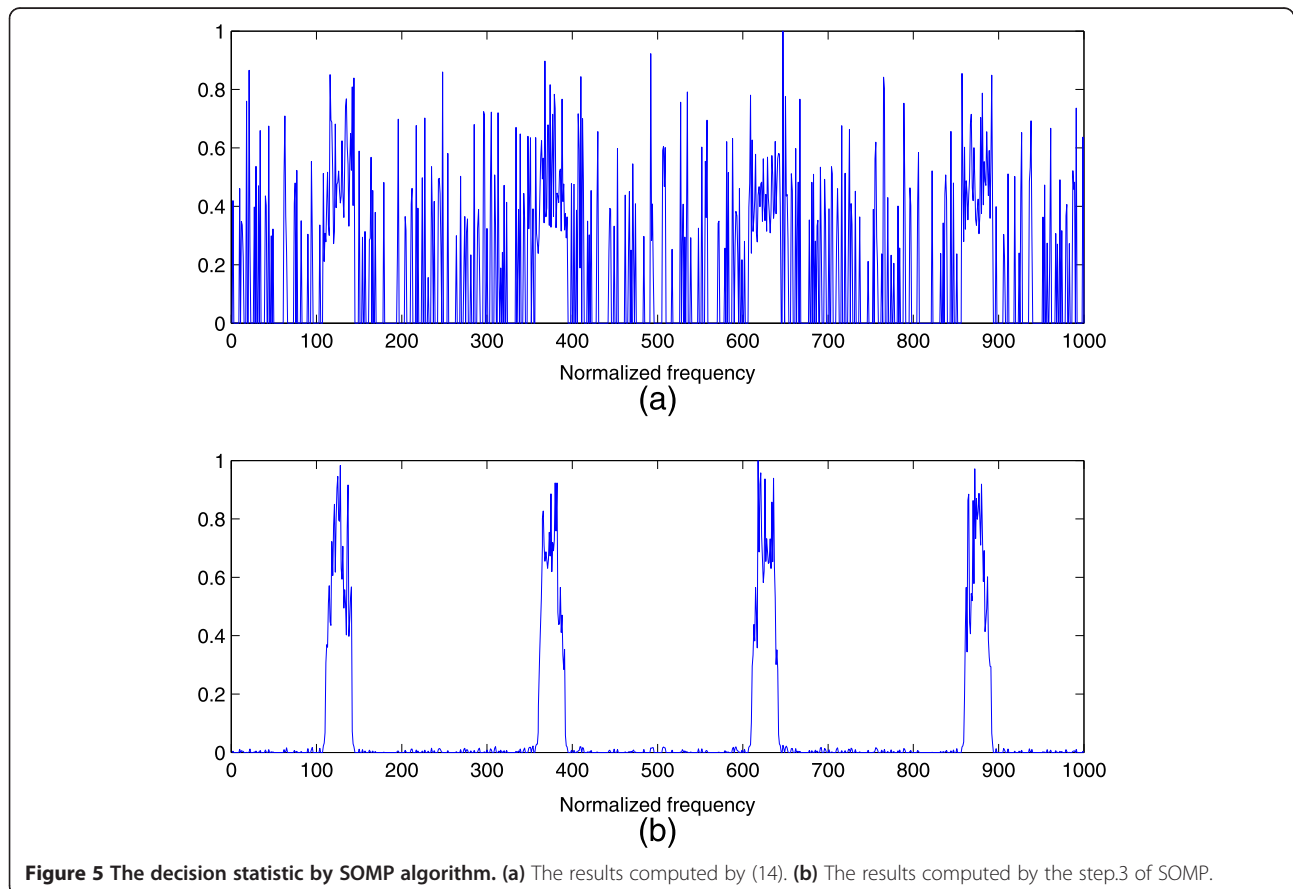 1
0.8
0.6
0.4
0.2
0
0 100 200 300 400 500 600 700 800 900 1000
Normalized frequency
(a)
1
0.8
0.6
0.4
0.2
0
0 100 200 300 400 500 600 700 800 900 1000
Normalized frequency
(b)
Figure 5 The decision statistic by SOMP algorithm. (a) The results computed by (14). (b) The results computed by the step.3 of SOMP.